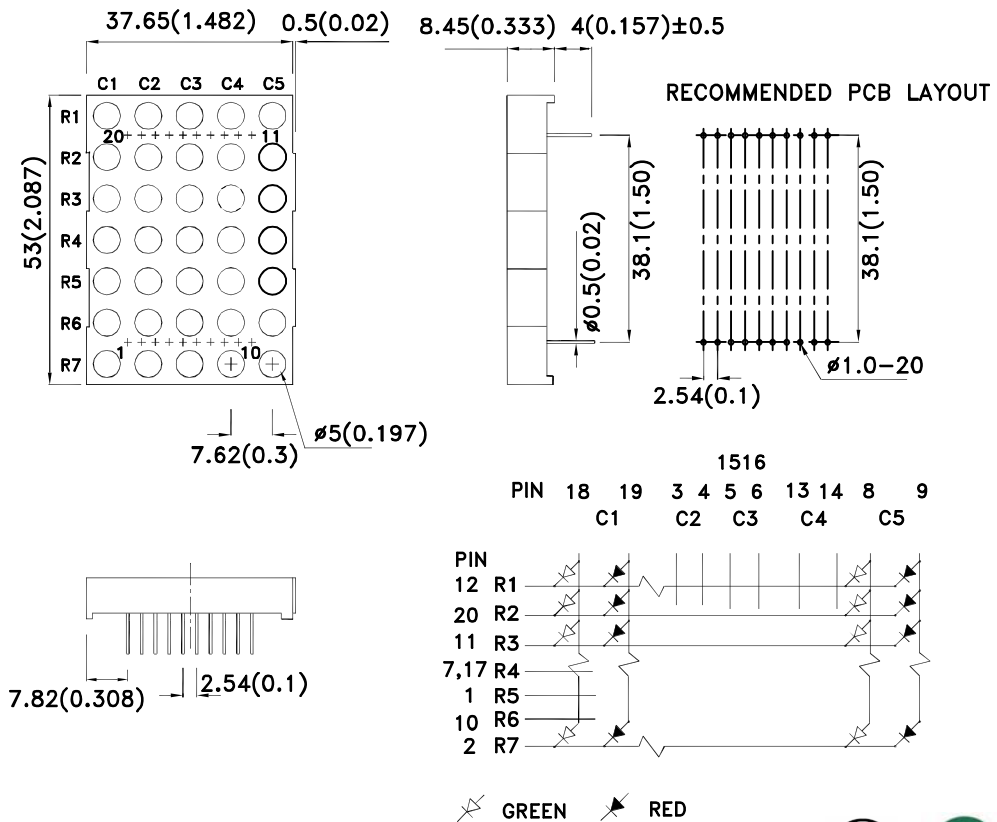 37.65(1.482) 0.5(0.02)
8.45(0.333) 4(0.157)±0.5
C1 C2 C3 C4 C5
RECOMMENDED PCB LAYOUT
R1
20 11
R2
R3
R4
R5
R6
1 10
R7
53(2.087)
38.1(1.50)
ø0.5(0.02)
38.1(1.50)
ø1.0-20
2.54(0.1)
ø5(0.197)
7.62(0.3)
1516
PIN 18 19 3 4 5 6 13 14 8 9
C1 C2 C3 C4 C5
PIN
12 R1
20 R2
11 R3
7,17 R4
1 R5
10 R6
2 R7
7.82(0.308)
2.54(0.1)
GREEN RED